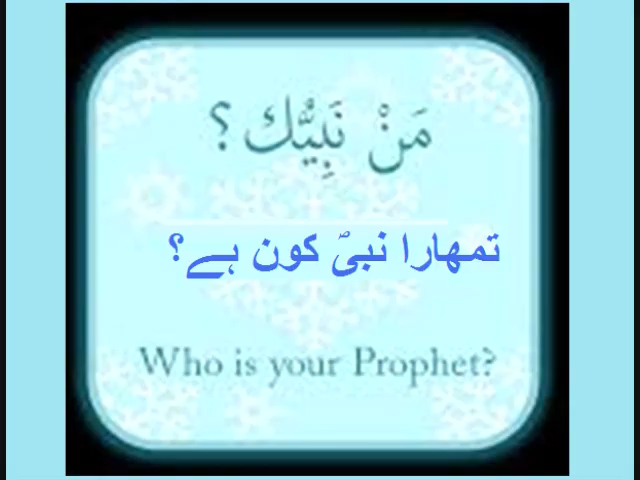 مَنْ نَبِيُّك ؟
تمھارا نبیؐ کون ہے؟
Who is your Prophet?